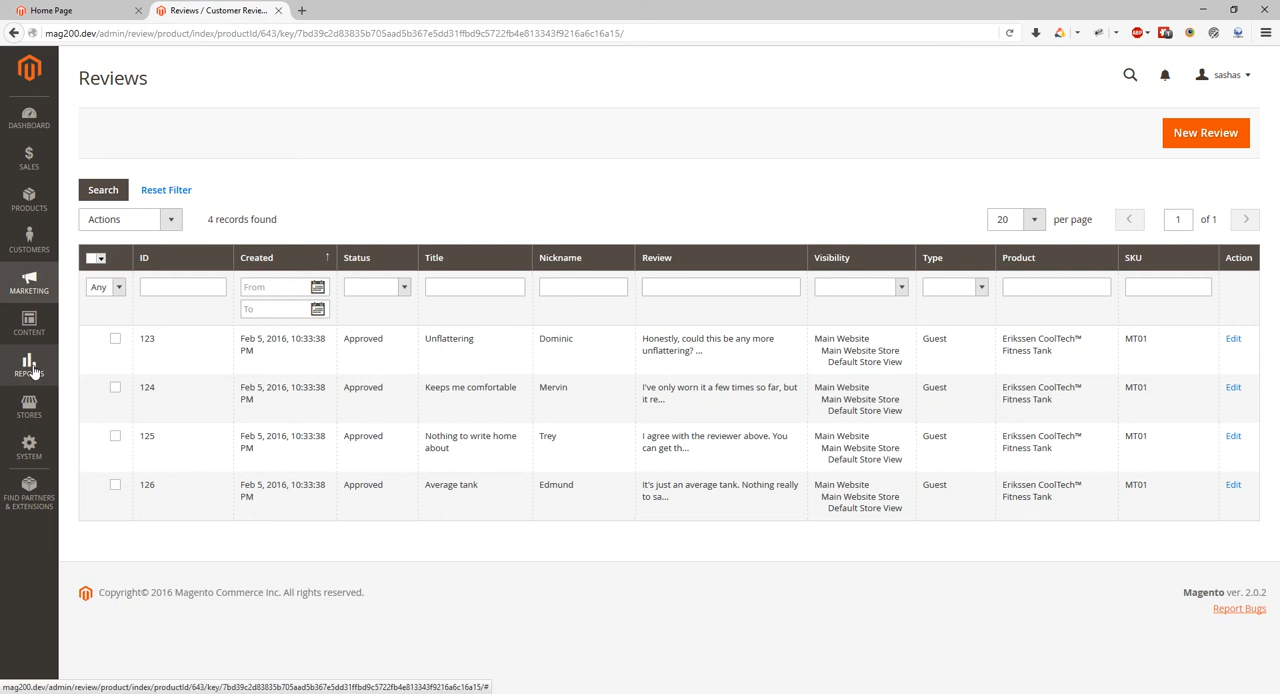 Home Page
Reviews / Customer Revie...
mag200.dev/admin/review/product/index/productId/643/key/7bd39c2d83835b705aad5b367e5dd31ffbd9c5722fb4e813343f9216a6c16a15/
ABP
Reviews
sashas
New Review
DASHBOARD
SALES
PRODUCTS
CUSTOMERS
MARKETING
CONTENT
REPORTS
STORES
SYSTEM
FIND PARTNERS
& EXTENSIONS
Search Reset Filter
Actions 4 records found 20 per page 1 of 1
ID Created ↑ Status Title Nickname Review Visibility Type Product SKU Action
Any From
To
123 Feb 5, 2016, 10:33:38 Approved Unflattering Dominic Honestly, could this be any more Main Website Guest Erikssen CoolTech™ MT01 Edit
PM unflattering? ... Main Website Store Fitness Tank
Default Store View
124 Feb 5, 2016, 10:33:38 Approved Keeps me comfortable Mervin I've only worn it a few times so far, but Main Website Guest Erikssen CoolTech™ MT01 Edit
PM it re... Main Website Store Fitness Tank
Default Store View
125 Feb 5, 2016, 10:33:38 Approved Nothing to write home Trey I agree with the reviewer above. You Main Website Guest Erikssen CoolTech™ MT01 Edit
PM about can get th... Main Website Store Fitness Tank
Default Store View
126 Feb 5, 2016, 10:33:38 Approved Average tank Edmund It's just an average tank. Nothing really Main Website Guest Erikssen CoolTech™ MT01 Edit
PM to sa... Main Website Store Fitness Tank
Default Store View
Copyright© 2016 Magento Commerce Inc. All rights reserved.
Magento ver. 2.0.2
Report Bugs
mag200.dev/admin/review/product/index/productId/643/key/7bd39c2d83835b705aad5b367e5dd31ffbd9c5722fb4e813343f9216a6c16a15/#